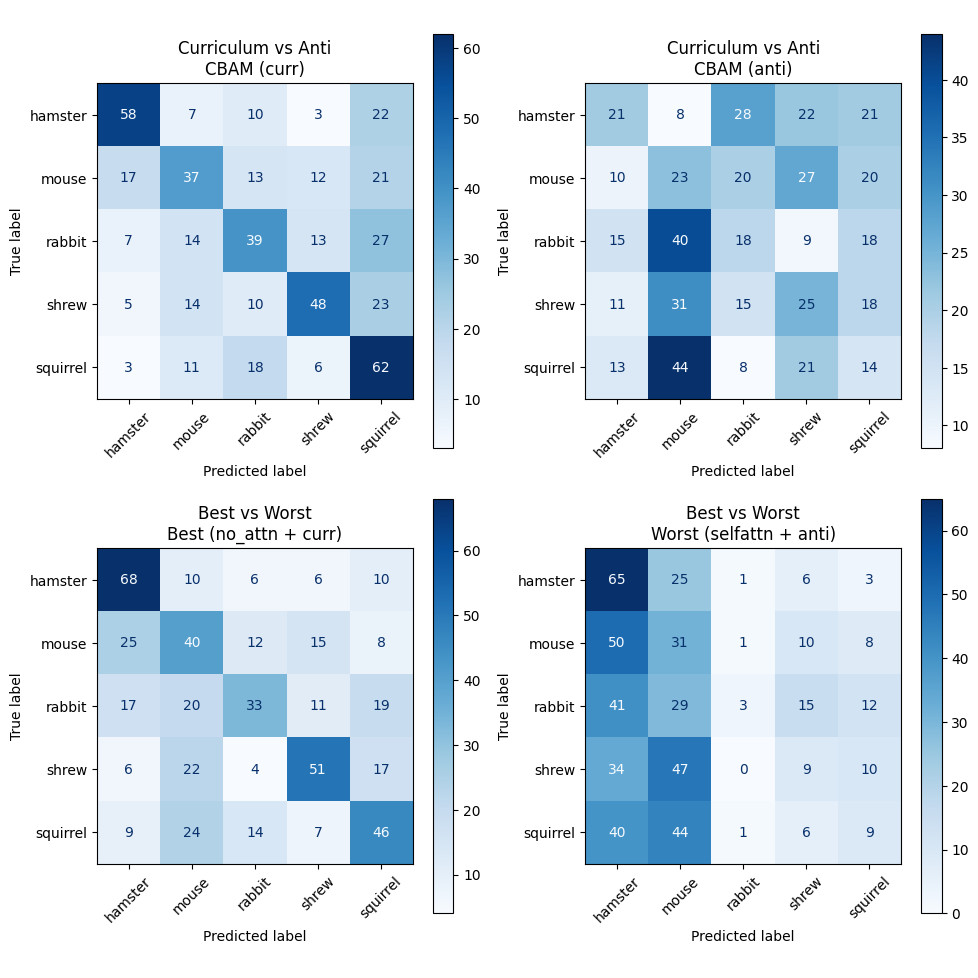 Curriculum vs Anti
CBAM (curr)
True label
hamster 58 7 10 3 22
mouse 17 37 13 12 21
rabbit 7 14 39 13 27
shrew 5 14 10 48 23
squirrel 3 11 18 6 62
hamster mouse rabbit shrew squirrel
Predicted label
60
50
40
30
20
10
Curriculum vs Anti
CBAM (anti)
True label
hamster 21 8 28 22 21
mouse 10 23 20 27 20
rabbit 15 40 18 9 18
shrew 11 31 15 25 18
squirrel 13 44 8 21 14
hamster mouse rabbit shrew squirrel
Predicted label
40
35
30
25
20
15
10
Best vs Worst
Best (no_attn + curr)
True label
hamster 68 10 6 6 10
mouse 25 40 12 15 8
rabbit 17 20 33 11 19
shrew 6 22 4 51 17
squirrel 9 24 14 7 46
hamster mouse rabbit shrew squirrel
Predicted label
60
50
40
30
20
10
Best vs Worst
Worst (selfattn + anti)
True label
hamster 65 25 1 6 3
mouse 50 31 1 10 8
rabbit 41 29 3 15 12
shrew 34 47 0 9 10
squirrel 40 44 1 6 9
hamster mouse rabbit shrew squirrel
Predicted label
60
50
40
30
20
10
0